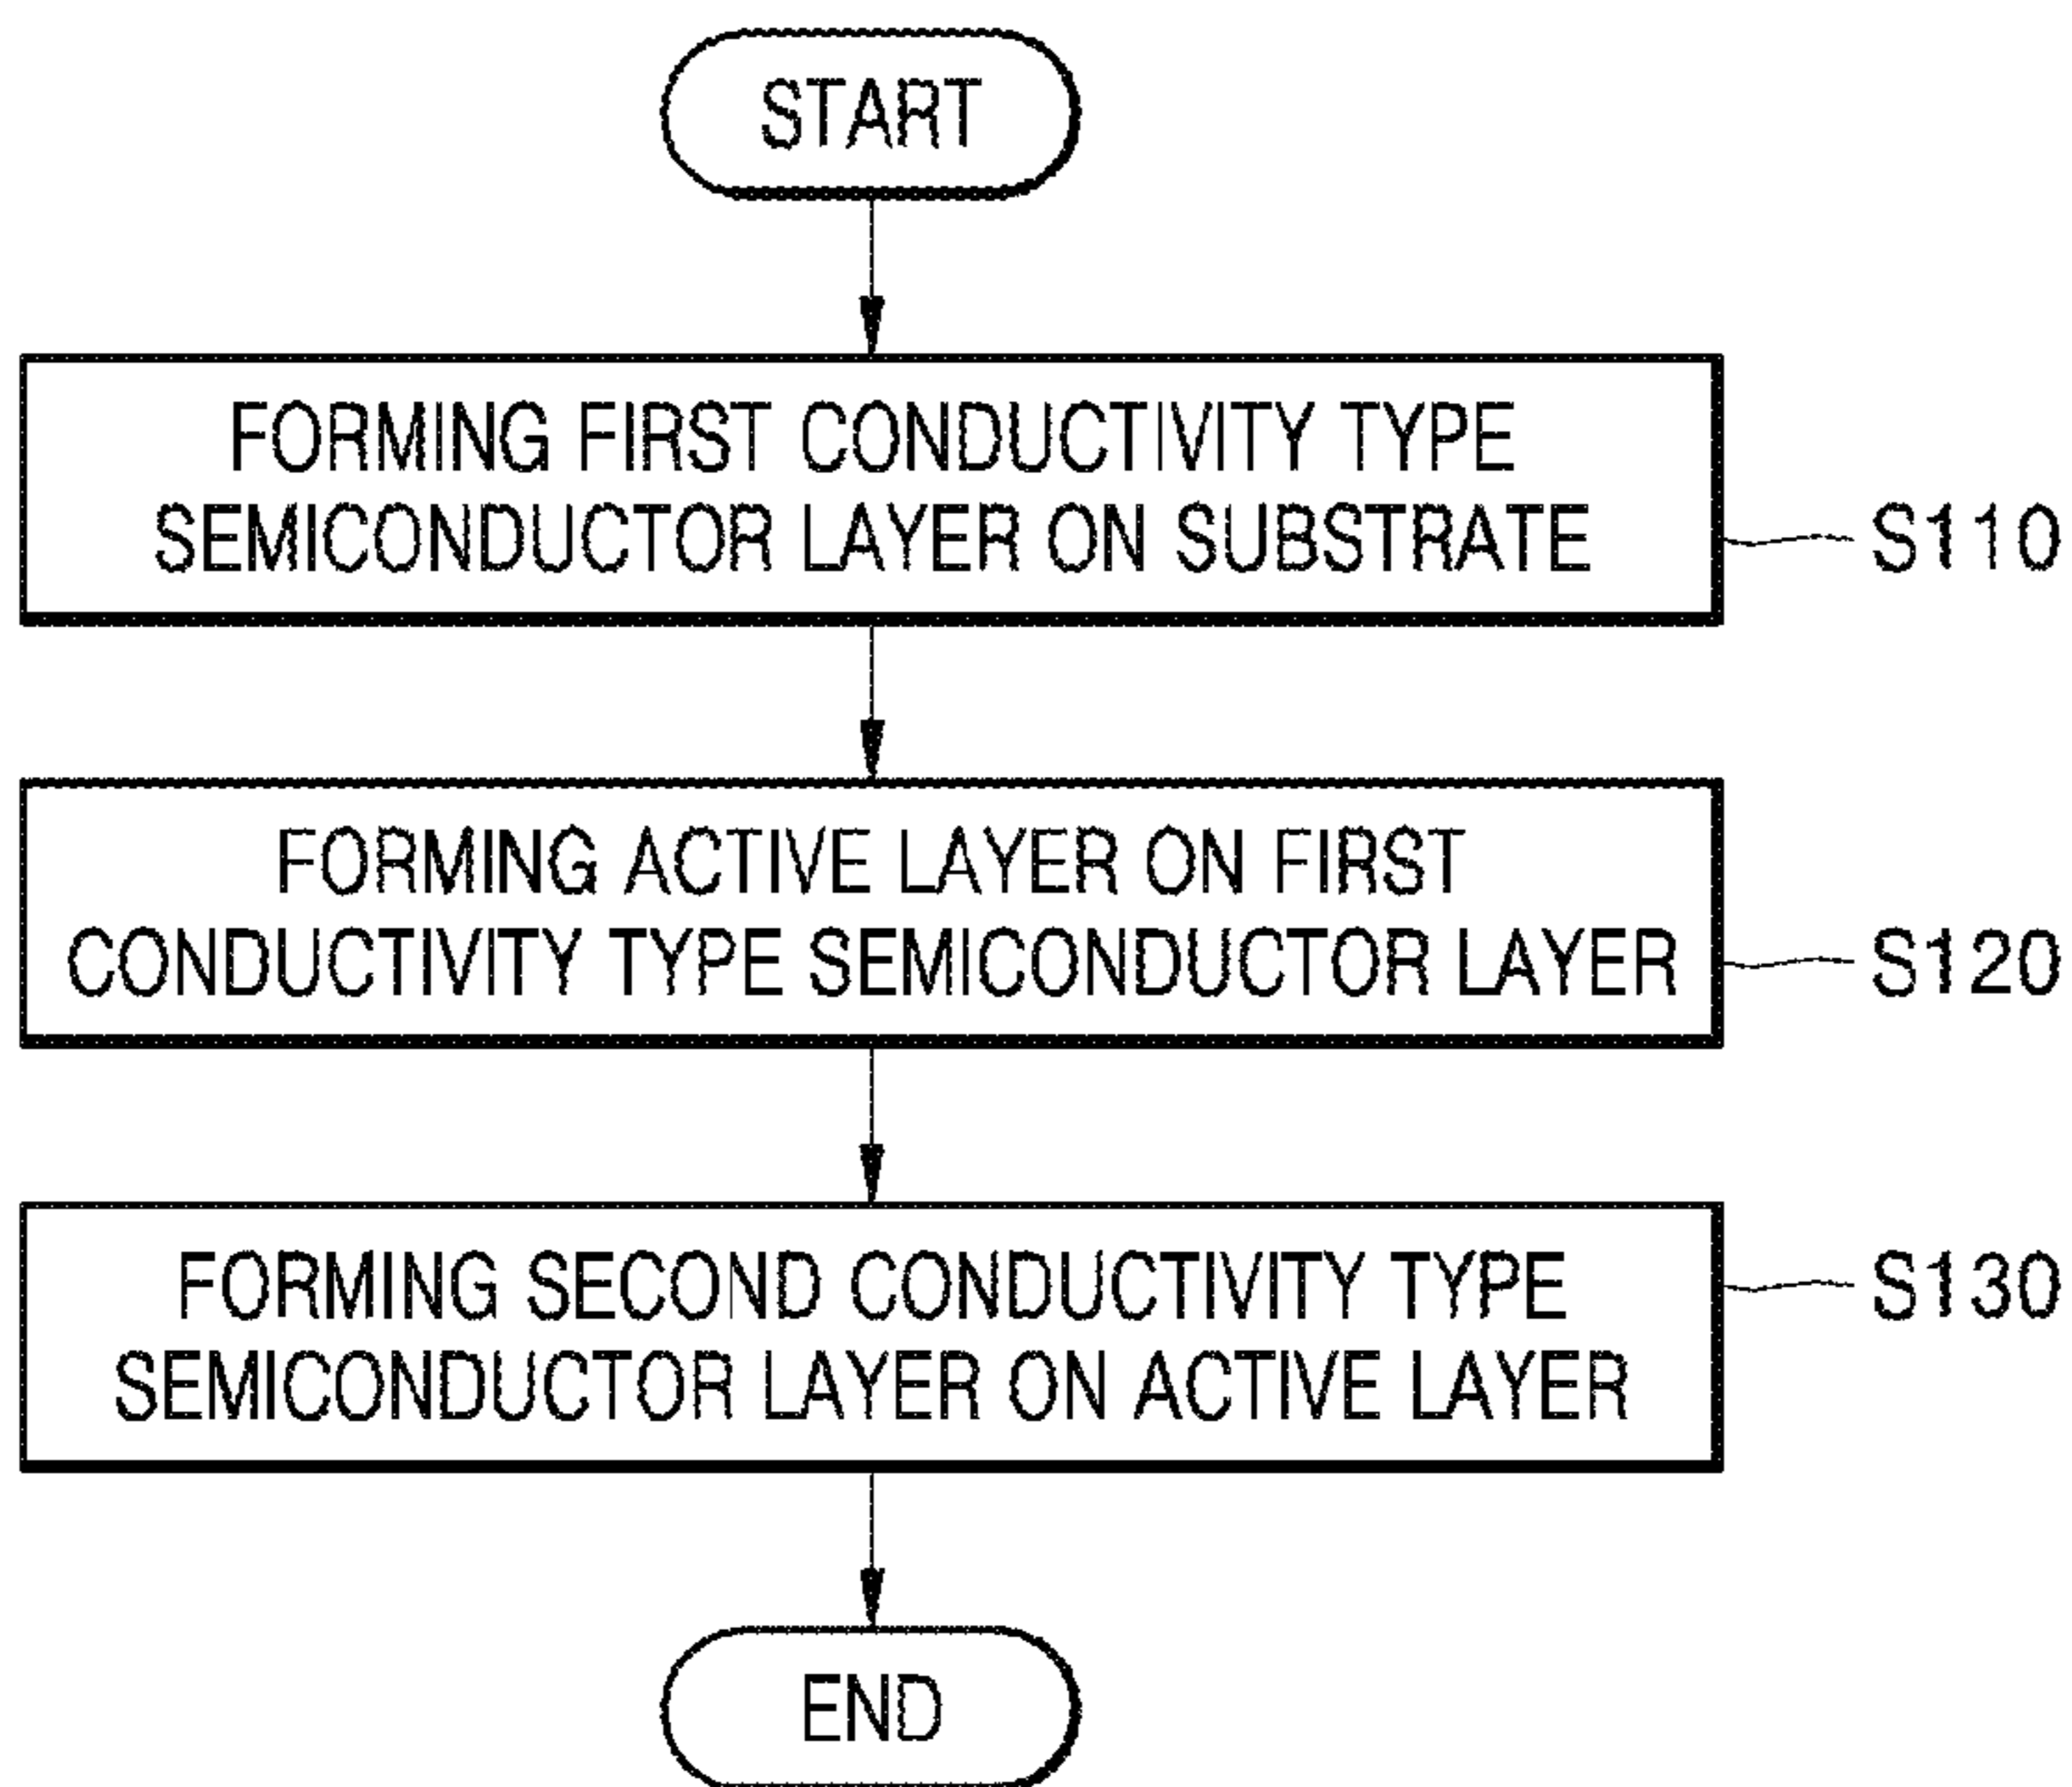 START
FORMING FIRST CONDUCTIVITY TYPE
SEMICONDUCTOR LAYER ON SUBSTRATE
S110
FORMING ACTIVE LAYER ON FIRST
CONDUCTIVITY TYPE SEMICONDUCTOR LAYER
S120
FORMING SECOND CONDUCTIVITY TYPE
S130
SEMICONDUCTOR LAYER ON ACTIVE LAYER
END